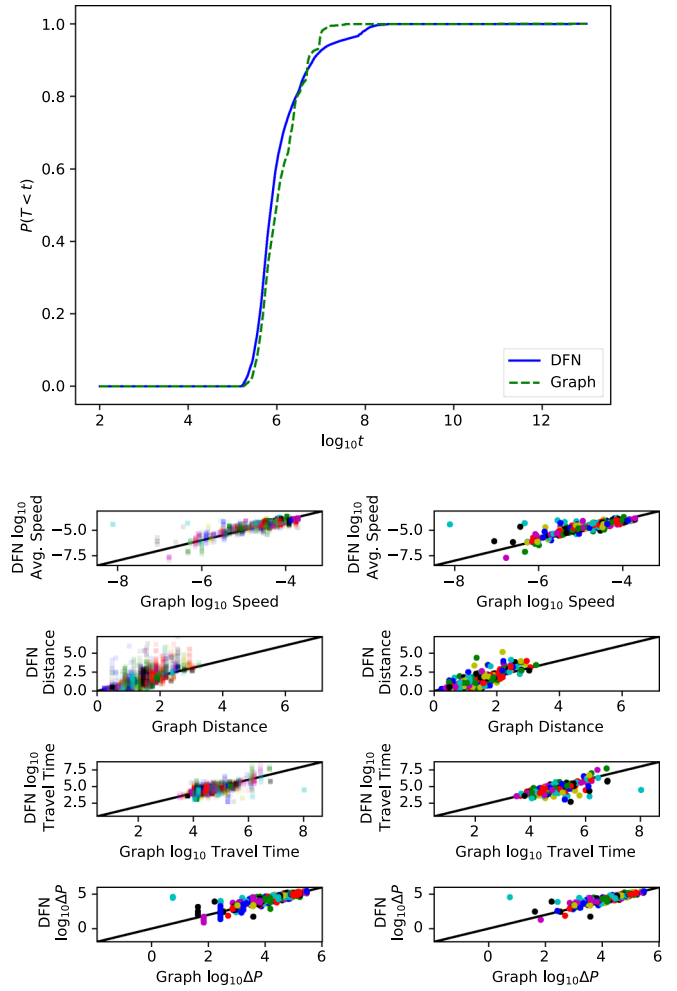 1.0
0.8
0.6
0.4
0.2
0.0
P(T < t)
DFN
Graph
2 4 6 8 10 12
log₁₀t
DFN log₁₀
Avg. Speed
−5.0
−7.5
−8 −6 −4
Graph log₁₀ Speed
DFN log₁₀
Avg. Speed
−5.0
−7.5
−8 −6 −4
Graph log₁₀ Speed
DFN
Distance
5.0
2.5
0.0
0 2 4 6
Graph Distance
DFN
Distance
5.0
2.5
0.0
0 2 4 6
Graph Distance
DFN log₁₀
Travel Time
7.5
5.0
2.5
2 4 6 8
Graph log₁₀ Travel Time
DFN log₁₀
Travel Time
7.5
5.0
2.5
2 4 6 8
Graph log₁₀ Travel Time
DFN
log₁₀ΔP
5
0
0 2 4 6
Graph log₁₀ΔP
DFN
log₁₀ΔP
5
0
0 2 4 6
Graph log₁₀ΔP